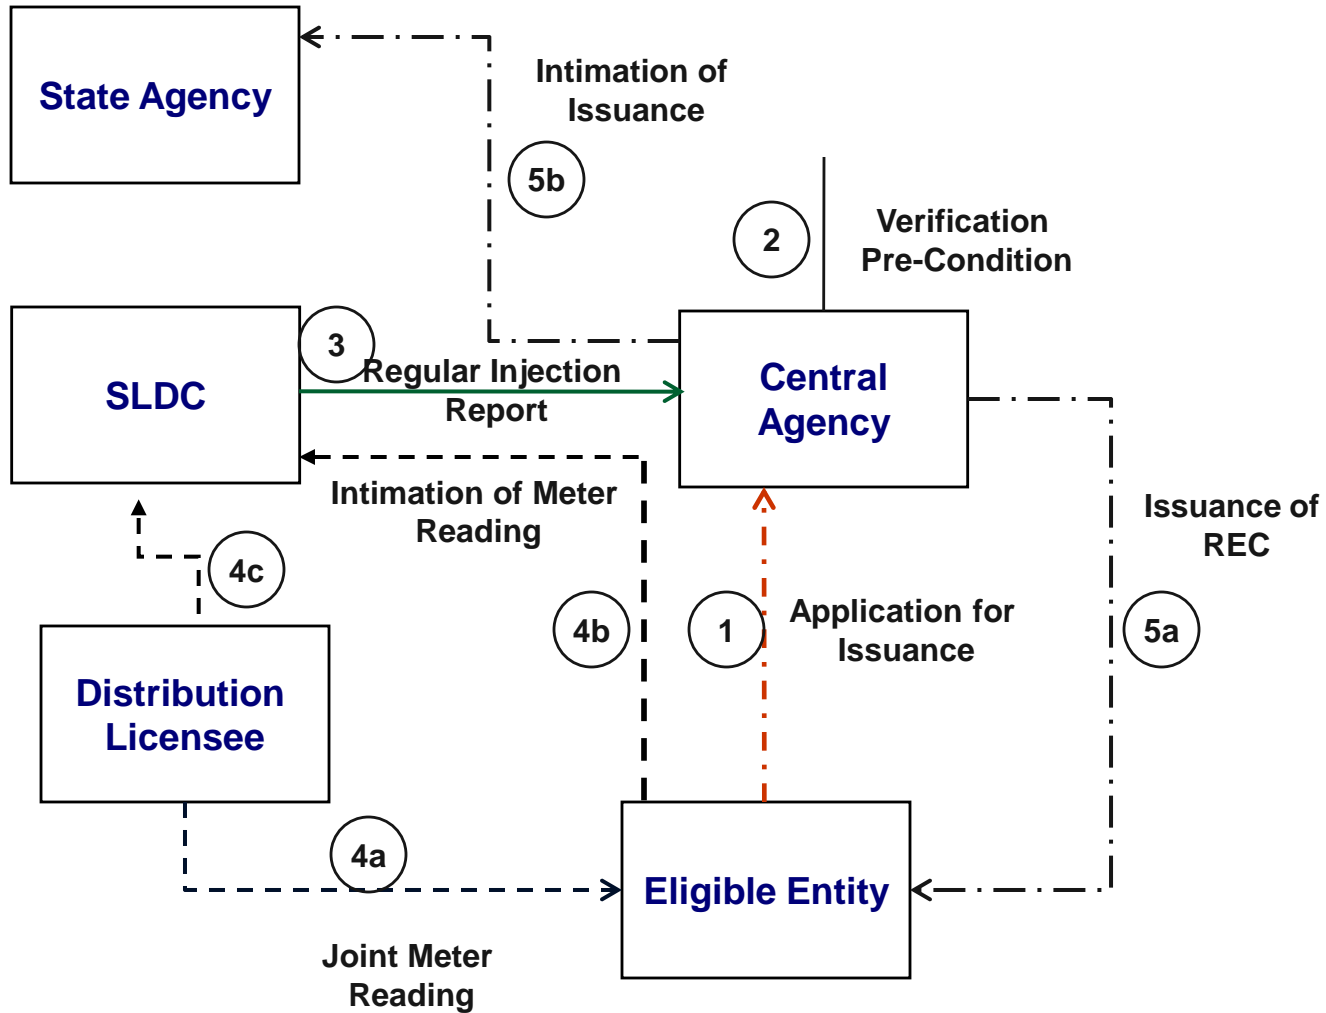 State Agency
Intimation of
Issuance
5b
2
Verification
Pre-Condition
3
SLDC
Regular Injection
Report
Central
Agency
Intimation of Meter
Reading
Issuance of
REC
4c
4b
1
Application for
Issuance
5a
Distribution
Licensee
4a
Eligible Entity
Joint Meter
Reading